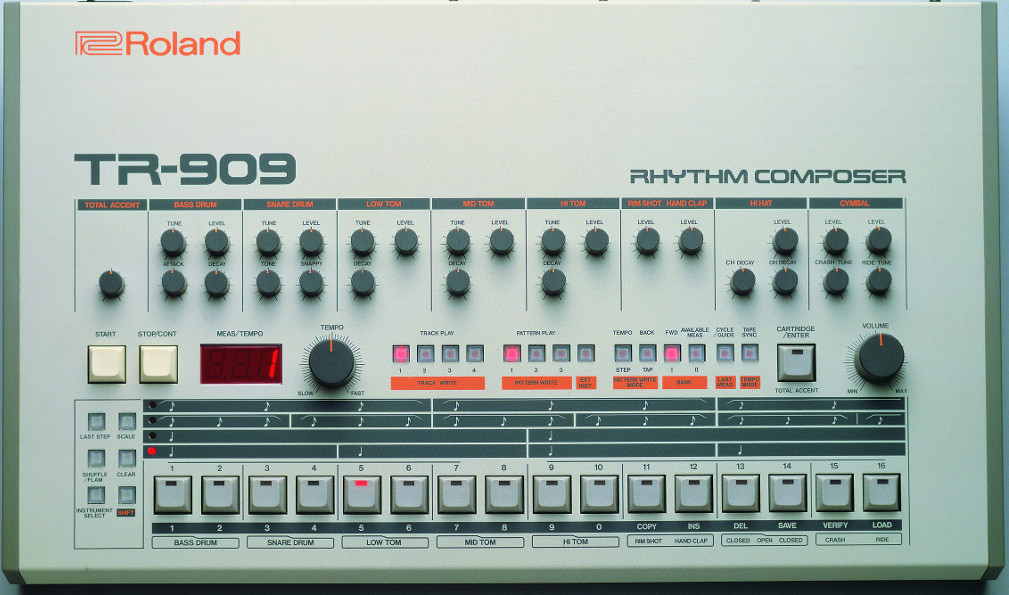 Roland
TR-909
RHYTHM COMPOSER
TOTAL ACCENT BASS DRUM SNARE DRUM LOW TOM MID TOM HI TOM RIM SHOT HAND CLAP HI HAT CYMBAL
TUNE LEVEL TUNE LEVEL TUNE LEVEL TUNE LEVEL TUNE LEVEL LEVEL LEVEL LEVEL
ATTACK DECAY TONE SNAPPY DECAY DECAY DECAY CH DECAY OH DECAY CRASH TUNE RIDE TUNE
START STOP/CONT MEAS/TEMPO TEMPO TRACK PLAY PATTERN PLAY TEMPO BACK FWD AVAILABLE MEAS CYCLE /GUIDE TAPE SYNC CARTRIDGE /ENTER VOLUME
1
1 2 3 4 1 2 3 4 STEP TAP I II
SLOW FAST TRACK WRITE PATTERN WRITE EXT INST PATTERN WRITE MODE BANK LAST MEAS TEMPO MODE TOTAL ACCENT MIN MAX
LAST STEP SCALE
SHUFFLE /FLAM CLEAR
INSTRUMENT SELECT SHIFT
1 2 3 4 5 6 7 8 9 10 11 12 13 14 15 16
1 2 3 4 5 6 7 8 9 0 COPY INS DEL SAVE VERIFY LOAD
BASS DRUM SNARE DRUM LOW TOM MID TOM HI TOM RIM SHOT HAND CLAP CLOSED OPEN CLOSED CRASH RIDE